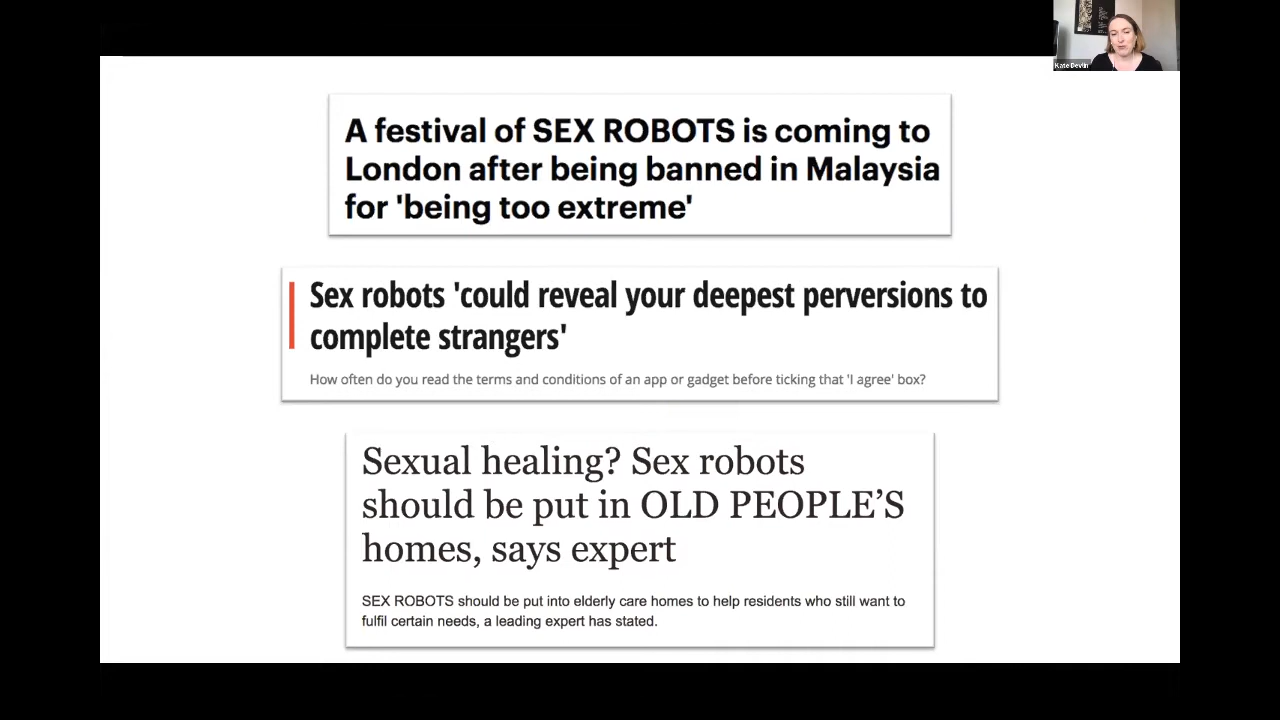 Kate Devlin
A festival of SEX ROBOTS is coming to
London after being banned in Malaysia
for 'being too extreme'
Sex robots 'could reveal your deepest perversions to
complete strangers'
How often do you read the terms and conditions of an app or gadget before ticking that 'I agree' box?
Sexual healing? Sex robots
should be put in OLD PEOPLE’S
homes, says expert
SEX ROBOTS should be put into elderly care homes to help residents who still want to
fulfil certain needs, a leading expert has stated.